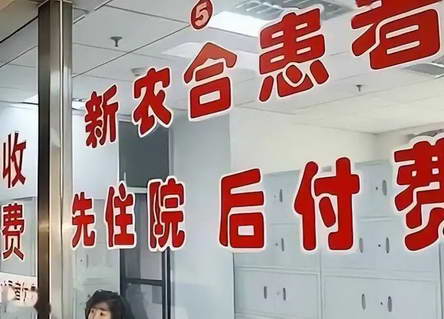 ⑤
新农合患者
先住院 后付费
收费